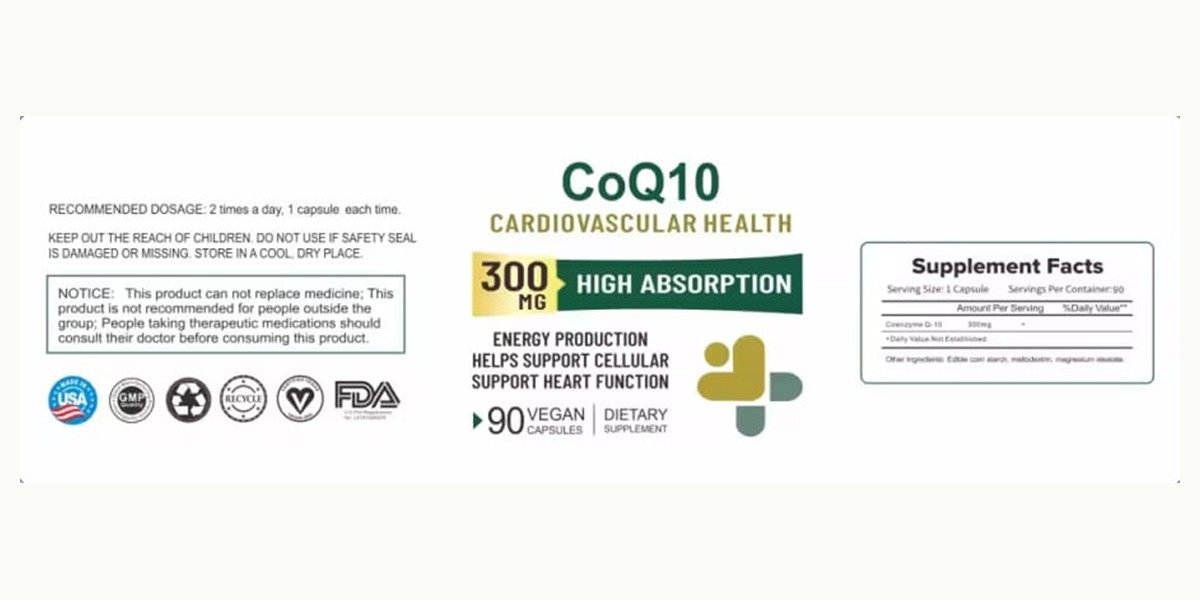 RECOMMENDED DOSAGE: 2 times a day, 1 capsule each time.
KEEP OUT THE REACH OF CHILDREN. DO NOT USE IF SAFETY SEAL
IS DAMAGED OR MISSING. STORE IN A COOL, DRY PLACE.
NOTICE: This product can not replace medicine; This
product is not recommended for people outside the
group; People taking therapeutic medications should
consult their doctor before consuming this product.
MADE IN
USA
GMP
Quality
RECYCLE
FDA
CoQ10
CARDIOVASCULAR HEALTH
300
MG
HIGH ABSORPTION
ENERGY PRODUCTION
HELPS SUPPORT CELLULAR
SUPPORT HEART FUNCTION
90 VEGAN
CAPSULES
DIETARY
SUPPLEMENT
Supplement Facts
Serving Size: 1 Capsule Servings Per Container:90
Amount Per Serving %Daily Value**
Coenzyme Q-10 300mg *
* Daily Value Not Established
Other Ingredients: Edible corn starch, maltodextrin, magnesium stearate.